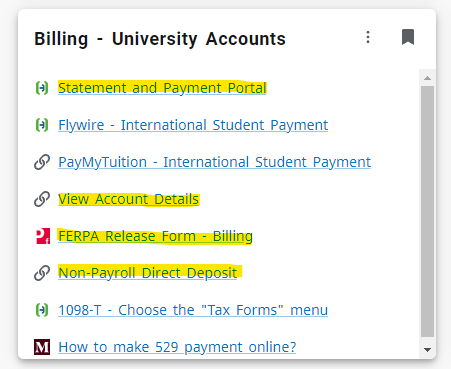 Billing - University Accounts
Statement and Payment Portal
Flywire - International Student Payment
PayMyTuition - International Student Payment
View Account Details
FERPA Release Form - Billing
Non-Payroll Direct Deposit
1098-T - Choose the "Tax Forms" menu
M How to make 529 payment online?